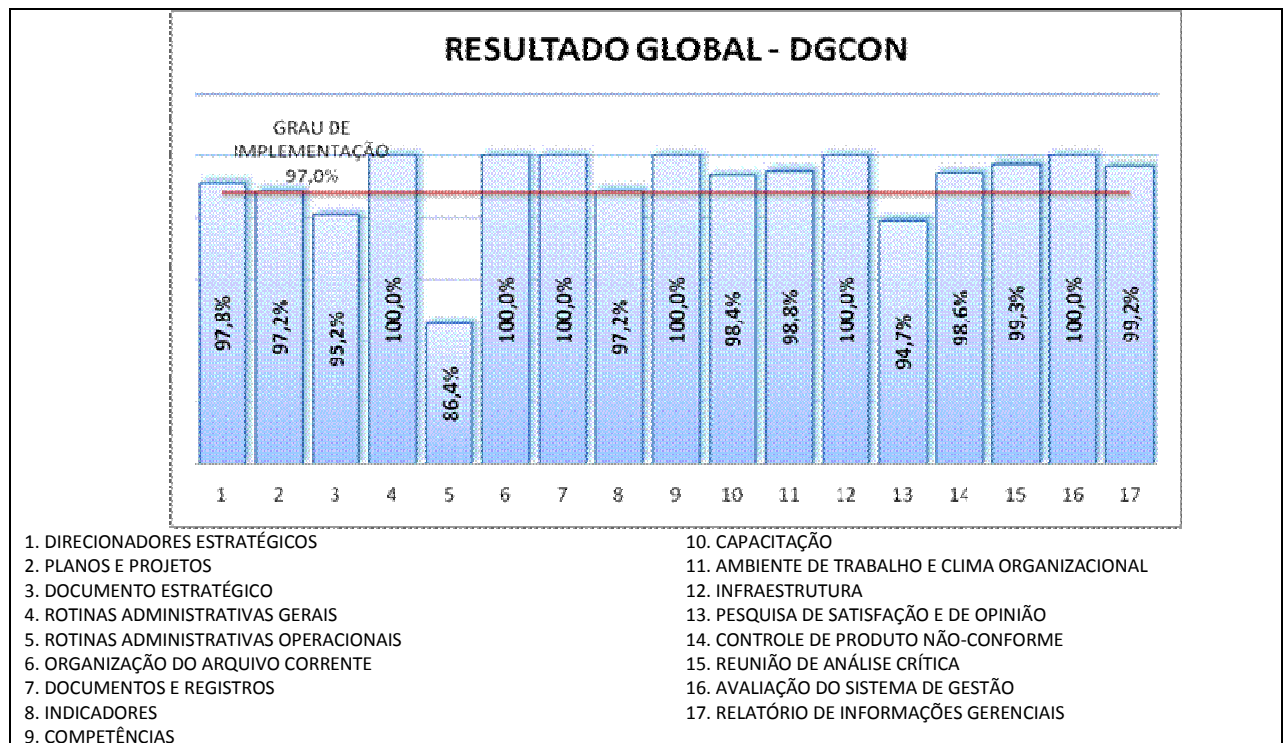 RESULTADO GLOBAL - DGCON
GRAU DE
IMPLEMENTAÇÃO
97,0%
97,8%
97,2%
95,2%
100,0%
86,4%
100,0%
100,0%
97,2%
100,0%
98,4%
98,8%
100,0%
94,7%
98,6%
99,3%
100,0%
99,2%
1 2 3 4 5 6 7 8 9 10 11 12 13 14 15 16 17
1. DIRECIONADORES ESTRATÉGICOS
2. PLANOS E PROJETOS
3. DOCUMENTO ESTRATÉGICO
4. ROTINAS ADMINISTRATIVAS GERAIS
5. ROTINAS ADMINISTRATIVAS OPERACIONAIS
6. ORGANIZAÇÃO DO ARQUIVO CORRENTE
7. DOCUMENTOS E REGISTROS
8. INDICADORES
9. COMPETÊNCIAS
10. CAPACITAÇÃO
11. AMBIENTE DE TRABALHO E CLIMA ORGANIZACIONAL
12. INFRAESTRUTURA
13. PESQUISA DE SATISFAÇÃO E DE OPINIÃO
14. CONTROLE DE PRODUTO NÃO-CONFORME
15. REUNIÃO DE ANÁLISE CRÍTICA
16. AVALIAÇÃO DO SISTEMA DE GESTÃO
17. RELATÓRIO DE INFORMAÇÕES GERENCIAIS